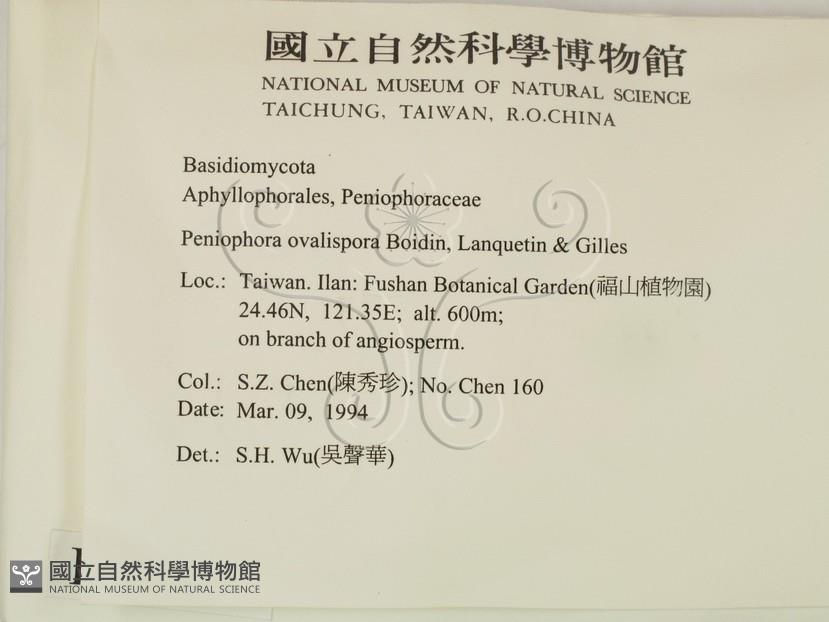 國立自然科學博物館
NATIONAL MUSEUM OF NATURAL SCIENCE
TAICHUNG, TAIWAN, R.O.CHINA
Basidiomycota
Aphyllophorales, Peniophoraceae
Peniophora ovalispora Boidin, Lanquetin & Gilles
Loc.: Taiwan. Ilan: Fushan Botanical Garden(福山植物園)
24.46N, 121.35E; alt. 600m;
on branch of angiosperm.
Col.: S.Z. Chen(陳秀珍); No. Chen 160
Date: Mar. 09, 1994
Det.: S.H. Wu(吳聲華)
國立自然科學博物館
NATIONAL MUSEUM OF NATURAL SCIENCE